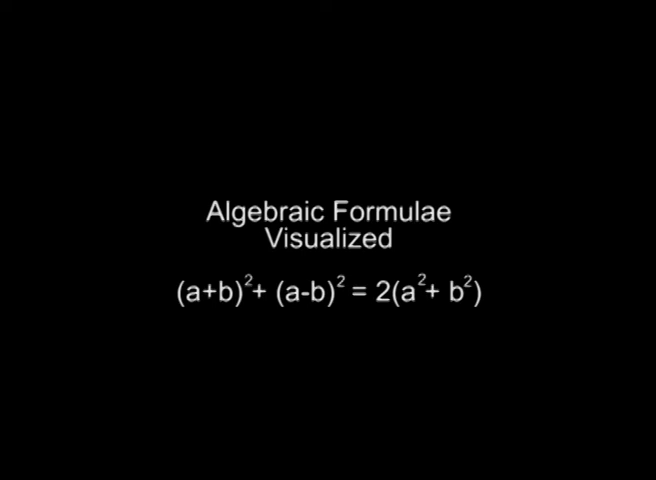 Algebraic Formulae
Visualized
(a+b)²+ (a-b)² = 2(a²+ b²)